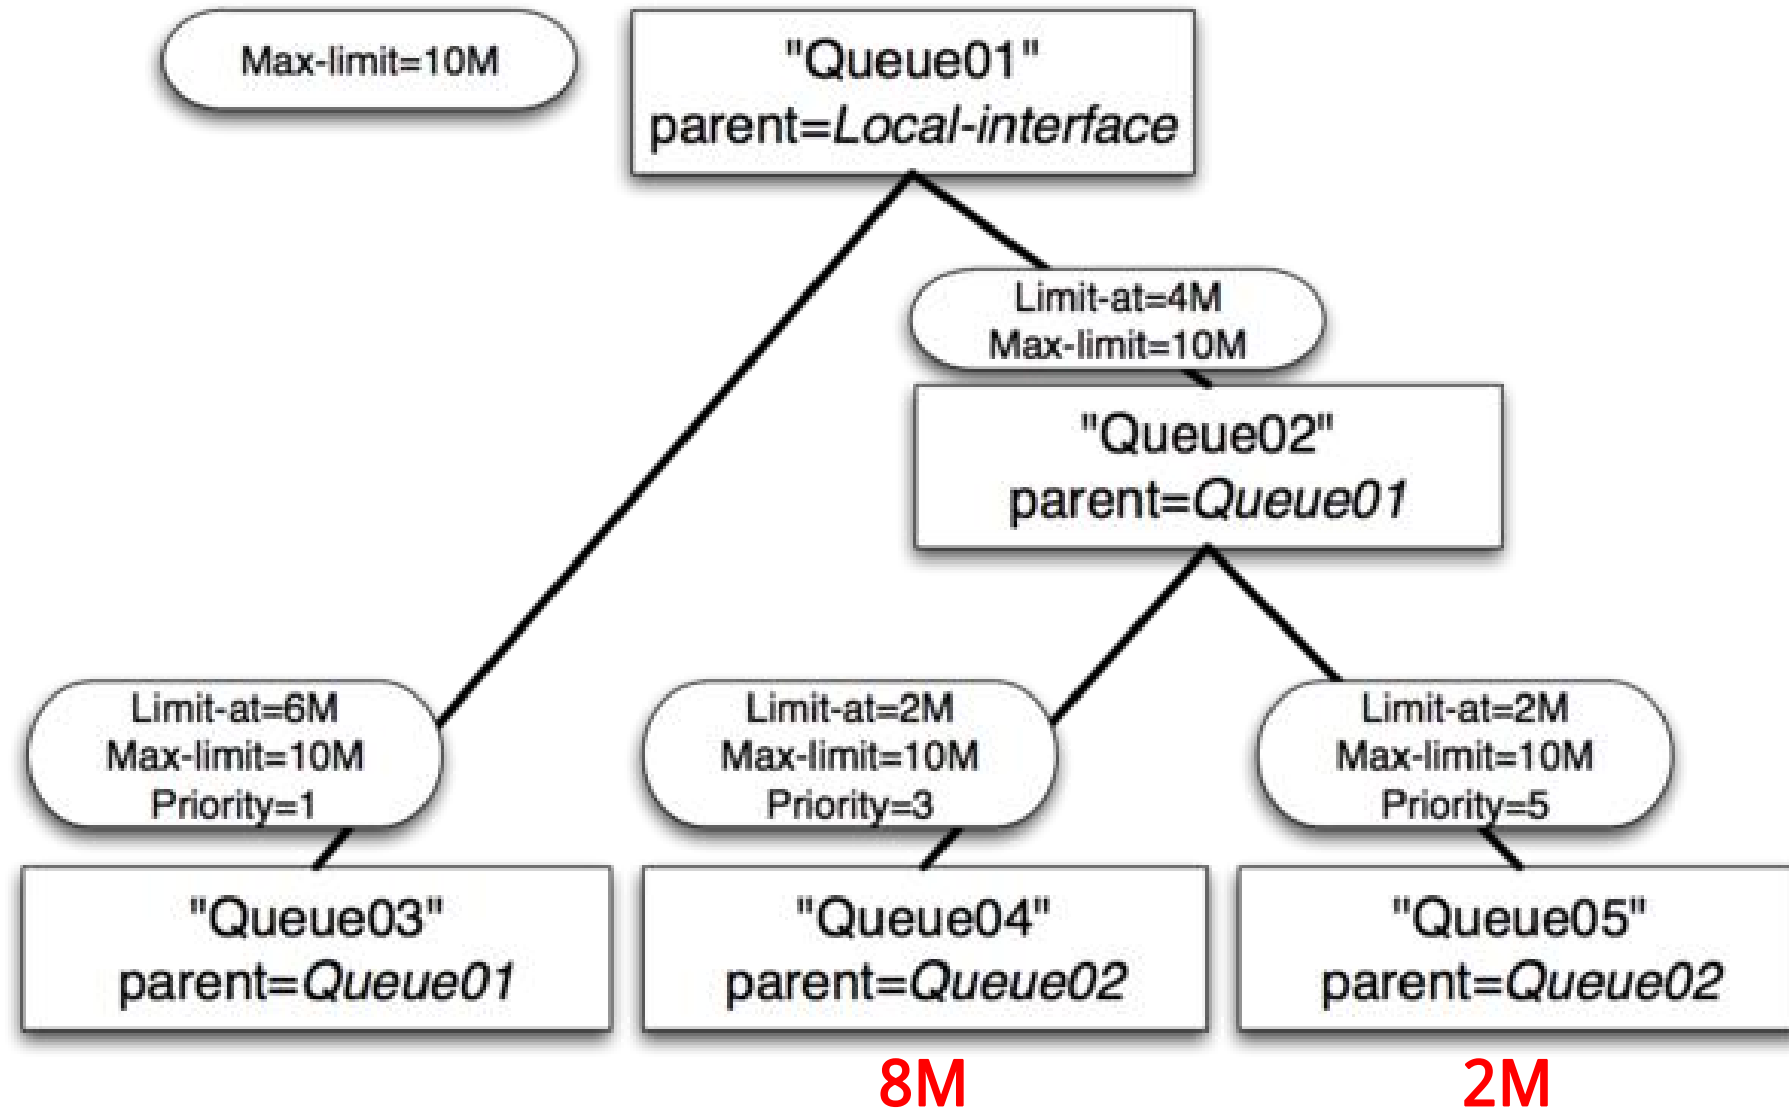 Max-limit=10M
"Queue01"
parent=Local-interface
Limit-at=4M
Max-limit=10M
"Queue02"
parent=Queue01
Limit-at=6M
Max-limit=10M
Priority=1
Limit-at=2M
Max-limit=10M
Priority=3
Limit-at=2M
Max-limit=10M
Priority=5
"Queue03"
parent=Queue01
"Queue04"
parent=Queue02
"Queue05"
parent=Queue02
8M
2M